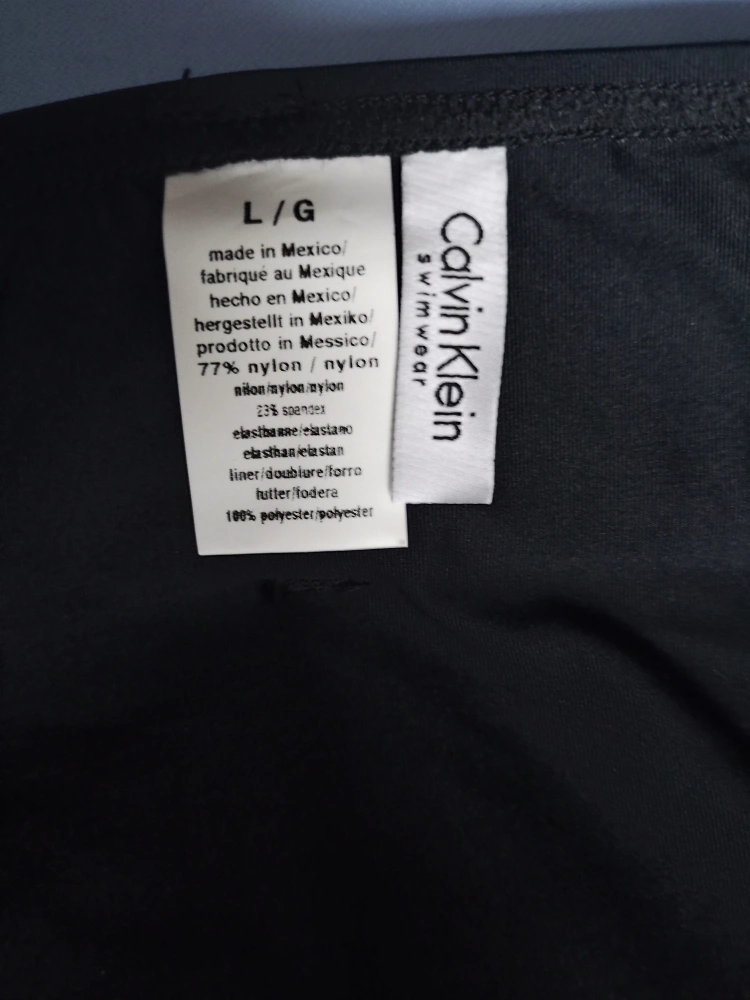 L / G
made in Mexico/
fabriqué au Mexique
hecho en Mexico/
hergestellt in Mexiko/
prodotto in Messico/
77% nylon / nylon
nilon/nylon/nylon
23% spandex
elasthanne/elastano
elasthan/elastan
liner/doublure/forro
futter/fodera
100% polyester/polyester
Calvin Klein
swimwear